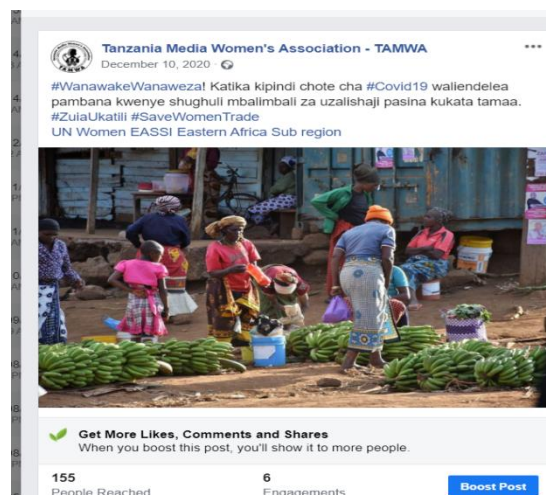 Tanzania Media Women's Association - TAMWA
December 10, 2020
#WanawakeWanaweza! Katika kipindi chote cha #Covid19 waliendelea
pambana kwenye shughuli mbalimbali za uzalishaji pasina kukata tamaa.
#ZuiaUkatili #SaveWomenTrade
UN Women EASSI Eastern Africa Sub region
Get More Likes, Comments and Shares
When you boost this post, you'll show it to more people.
155
6
People Reached
Engagements
Boost Post